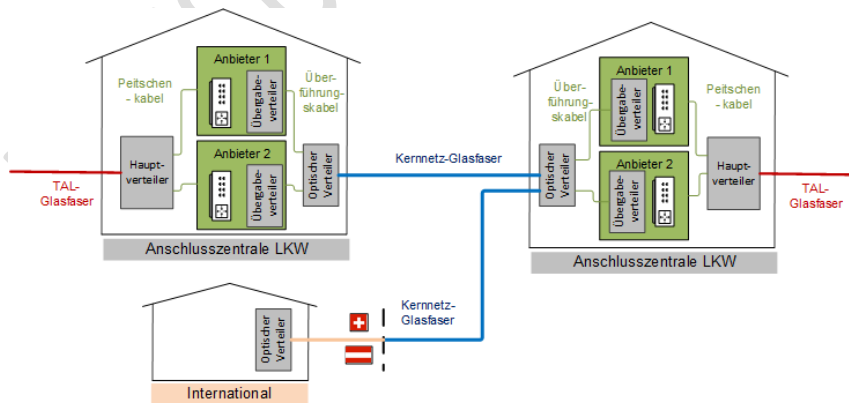 Anbieter 1
Peitschen
- kabel
Übergabe-
verteiler
Über-
führung-
skabel
Haupt-
verteiler
Anbieter 2
Übergabe-
verteiler
Optischer
Verteiler
TAL-
Glasfaser
Anschlusszentrale LKW
Kernnetz-Glasfaser
Anbieter 1
Über-
führung-
skabel
Übergabe-
verteiler
Peitschen
- kabel
Optischer
Verteiler
Anbieter 2
Übergabe-
verteiler
Haupt-
verteiler
TAL-
Glasfaser
Anschlusszentrale LKW
Kernnetz-
Glasfaser
Optischer
Verteiler
International